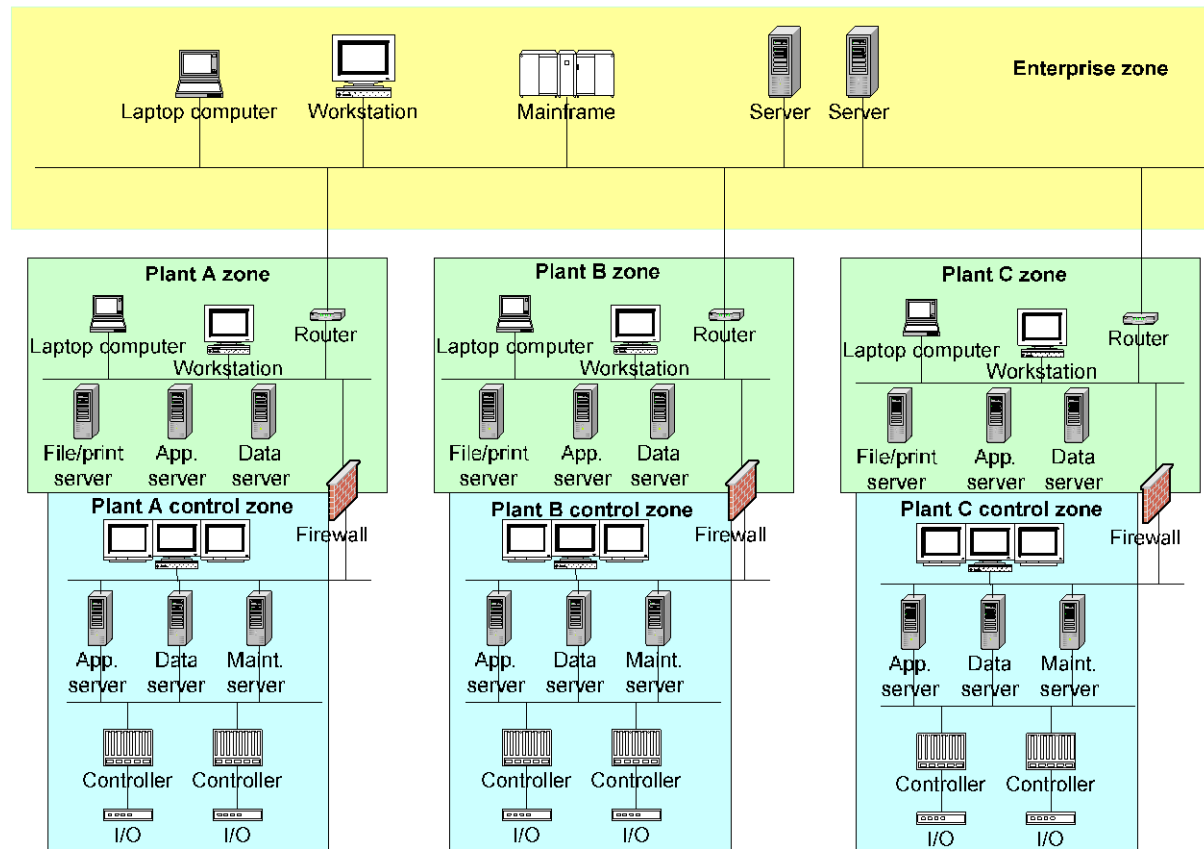 Enterprise zone
Laptop computer
Workstation
Mainframe
Server
Server
Plant A zone
Laptop computer
Workstation
Router
File/print
server
App.
server
Data
server
Plant A control zone
Firewall
App.
server
Data
server
Maint.
server
Controller
Controller
I/O
I/O
Plant B zone
Laptop computer
Workstation
Router
File/print
server
App.
server
Data
server
Plant B control zone
Firewall
App.
server
Data
server
Maint.
server
Controller
Controller
I/O
I/O
Plant C zone
Laptop computer
Workstation
Router
File/print
server
App.
server
Data
server
Plant C control zone
Firewall
App.
server
Data
server
Maint.
server
Controller
Controller
I/O
I/O